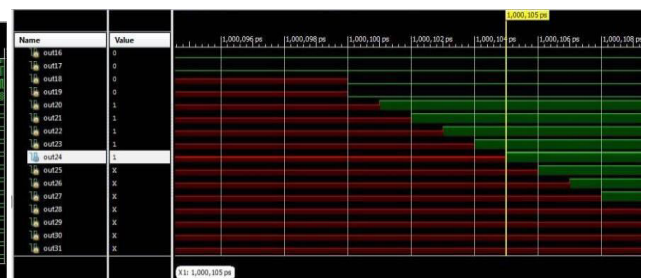 1,000,105 ps
Name Value
1,000,096 ps 1,000,098 ps 1,000,100 ps 1,000,102 ps 1,000,104 ps 1,000,106 ps 1,000,108 p
out16 0
out17 0
out18 0
out19 0
out20 1
out21 1
out22 1
out23 1
out24 1
out25 X
out26 X
out27 X
out28 X
out29 X
out30 X
out31 X
X1: 1,000,105 ps